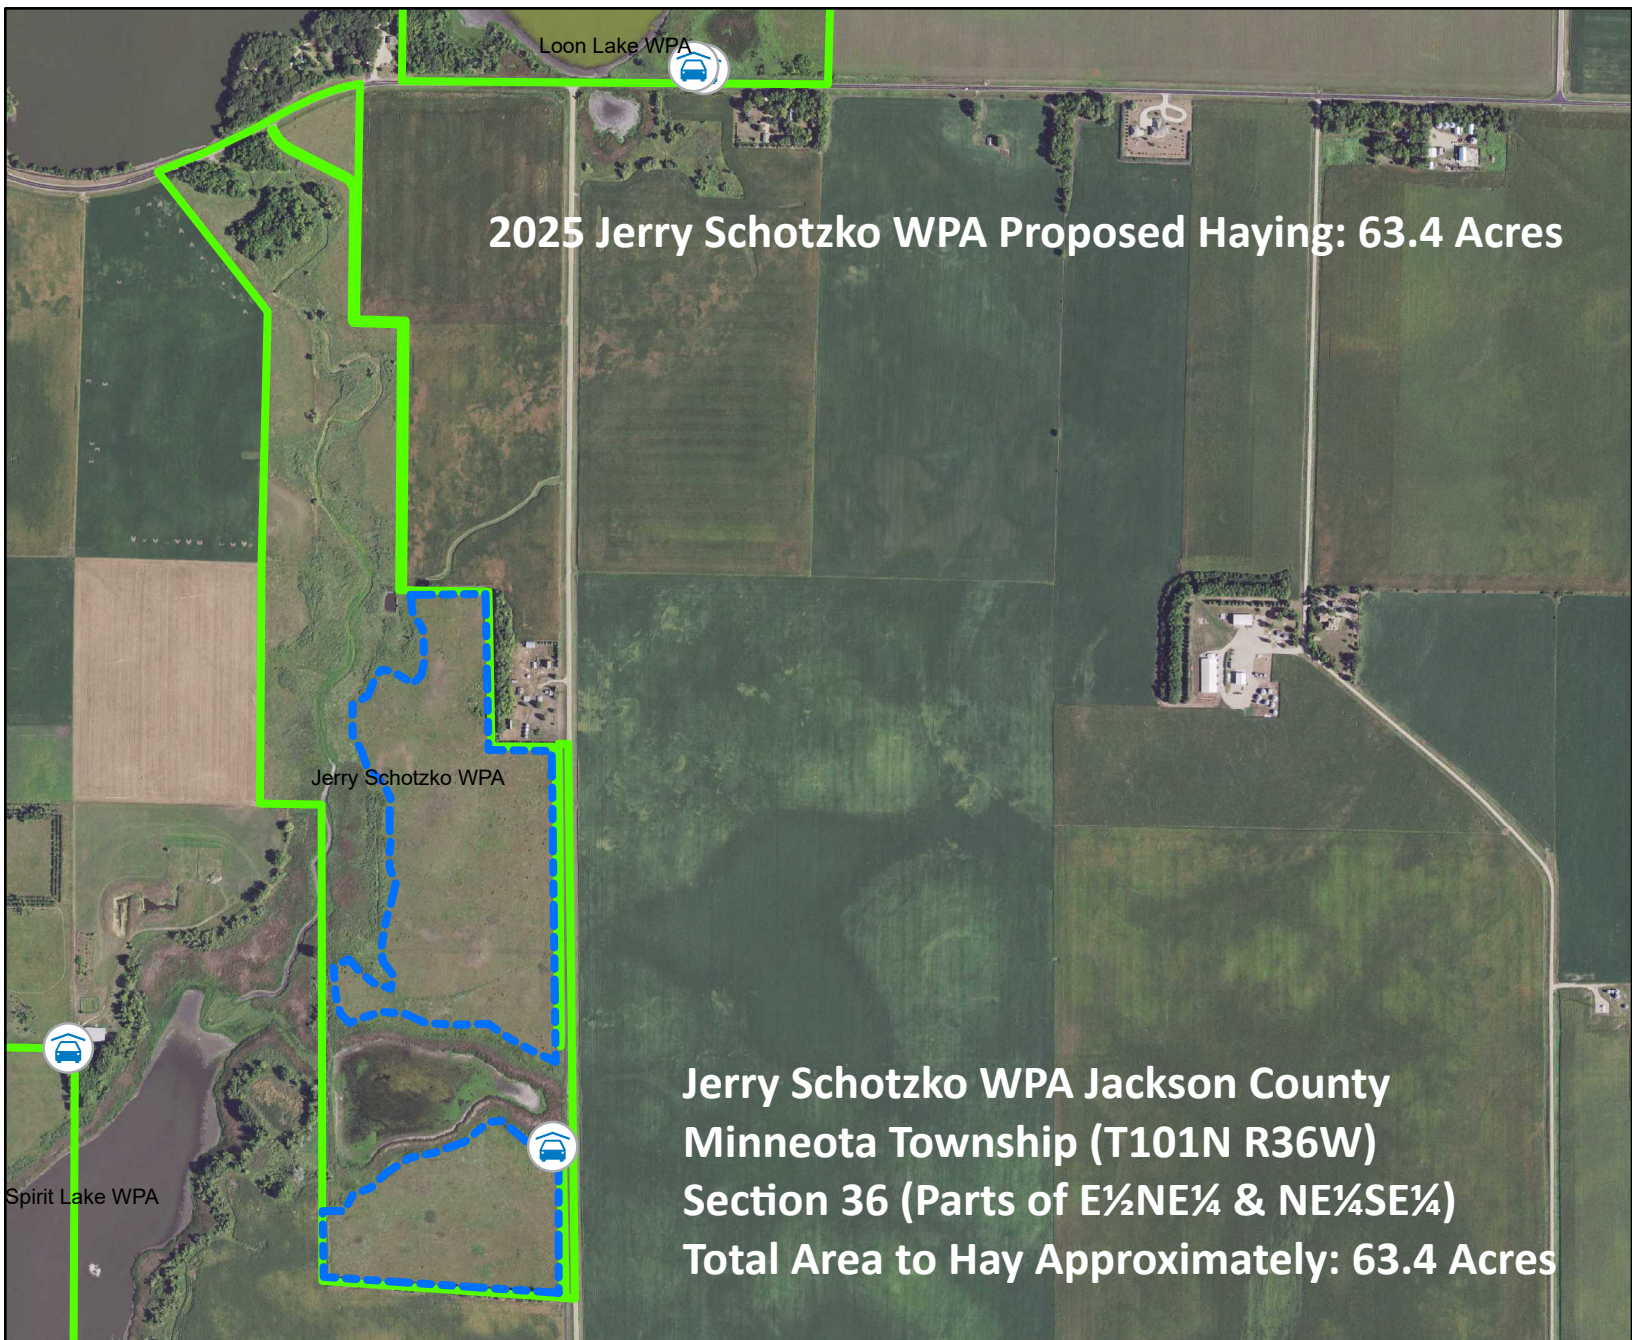 Loon Lake WPA
2025 Jerry Schotzko WPA Proposed Haying: 63.4 Acres
Jerry Schotzko WPA
Jerry Schotzko WPA Jackson County
Minneota Township (T101N R36W)
Spirit Lake WPA
Section 36 (Parts of E½NE¼ & NE¼SE¼)
Total Area to Hay Approximately: 63.4 Acres